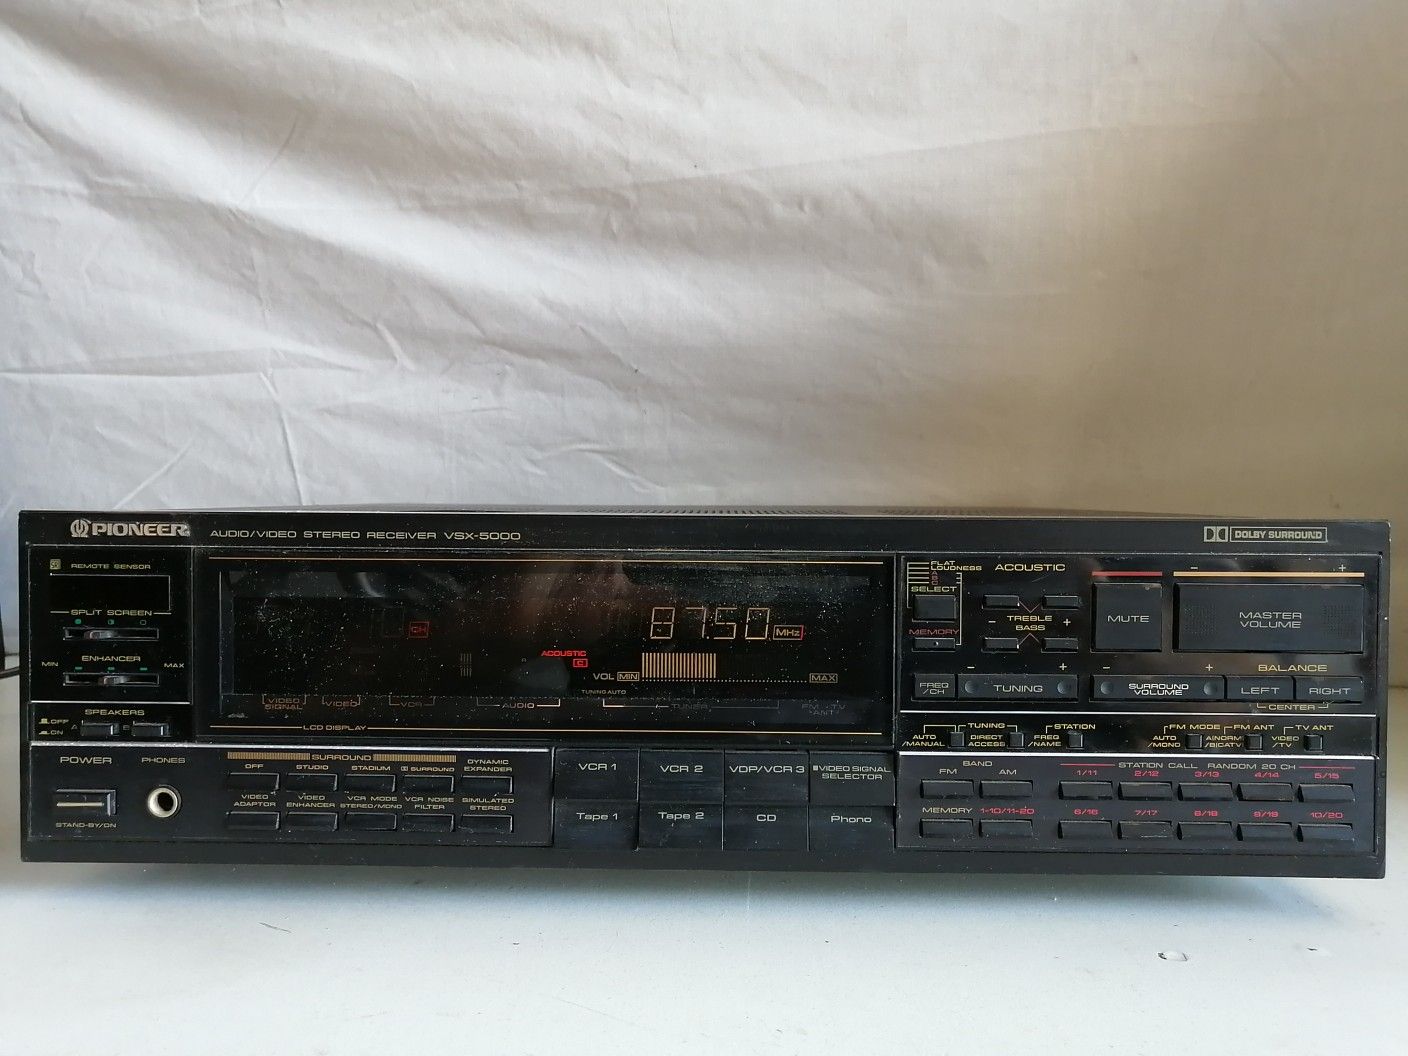 PIONEER AUDIO/VIDEO STEREO RECEIVER VSX-5000
DOLBY SURROUND
REMOTE SENSOR
SPLIT SCREEN
ENHANCER
MIN MAX
SPEAKERS
OFF
ON
A B
POWER
STAND-BY/ON
PHONES
CH
87.50 MHz
ACOUSTIC
C
VOL MIN MAX
TUNING AUTO
VIDEO SIGNAL
VIDEO
VCR
AUDIO
TUNER
FM ANT
TV
LCD DISPLAY
SURROUND
OFF STUDIO STADIUM SURROUND
DYNAMIC EXPANDER
VIDEO ADAPTOR
VIDEO ENHANCER
VCR MODE STEREO/MONO
VCR NOISE FILTER
SIMULATED STEREO
VCR 1 VCR 2 VDP/VCR 3
VIDEO SIGNAL SELECTOR
Tape 1 Tape 2 CD Phono
FLAT
LOUDNESS
A
B
C
SELECT
MEMORY
ACOUSTIC
- TREBLE +
BASS
MUTE
- +
MASTER VOLUME
FREQ /CH
- TUNING +
- SURROUND VOLUME +
BALANCE
LEFT RIGHT
CENTER
TUNING
AUTO /MANUAL
DIRECT ACCESS
STATION
FREQ /NAME
FM MODE
AUTO /MONO
FM ANT
A(NORM) /B(CATV)
TV ANT
VIDEO /TV
BAND
FM AM
STATION CALL RANDOM 20 CH
1/11 2/12 3/13 4/14 5/15
MEMORY 1-10/11-20
6/16 7/17 8/18 9/19 10/20